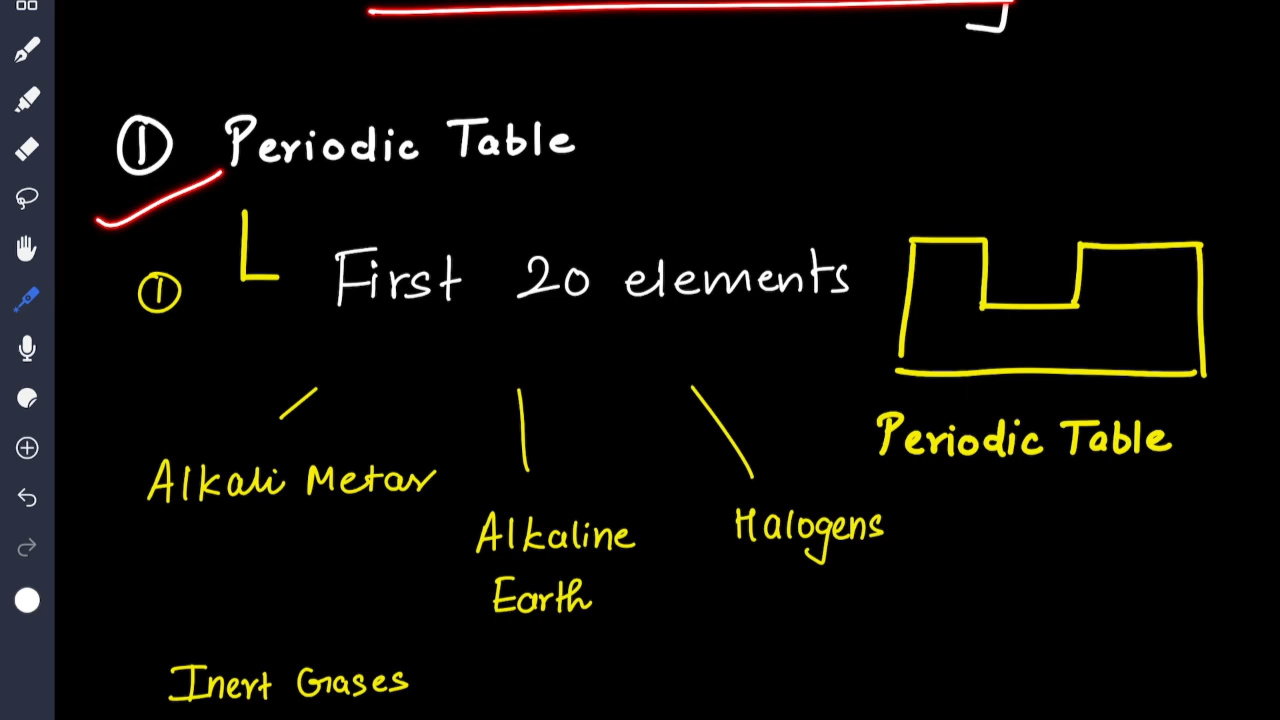 ① Periodic Table
① First 20 elements
Periodic Table
Alkali Metar
Alkaline
Earth
Halogens
Inert Gases